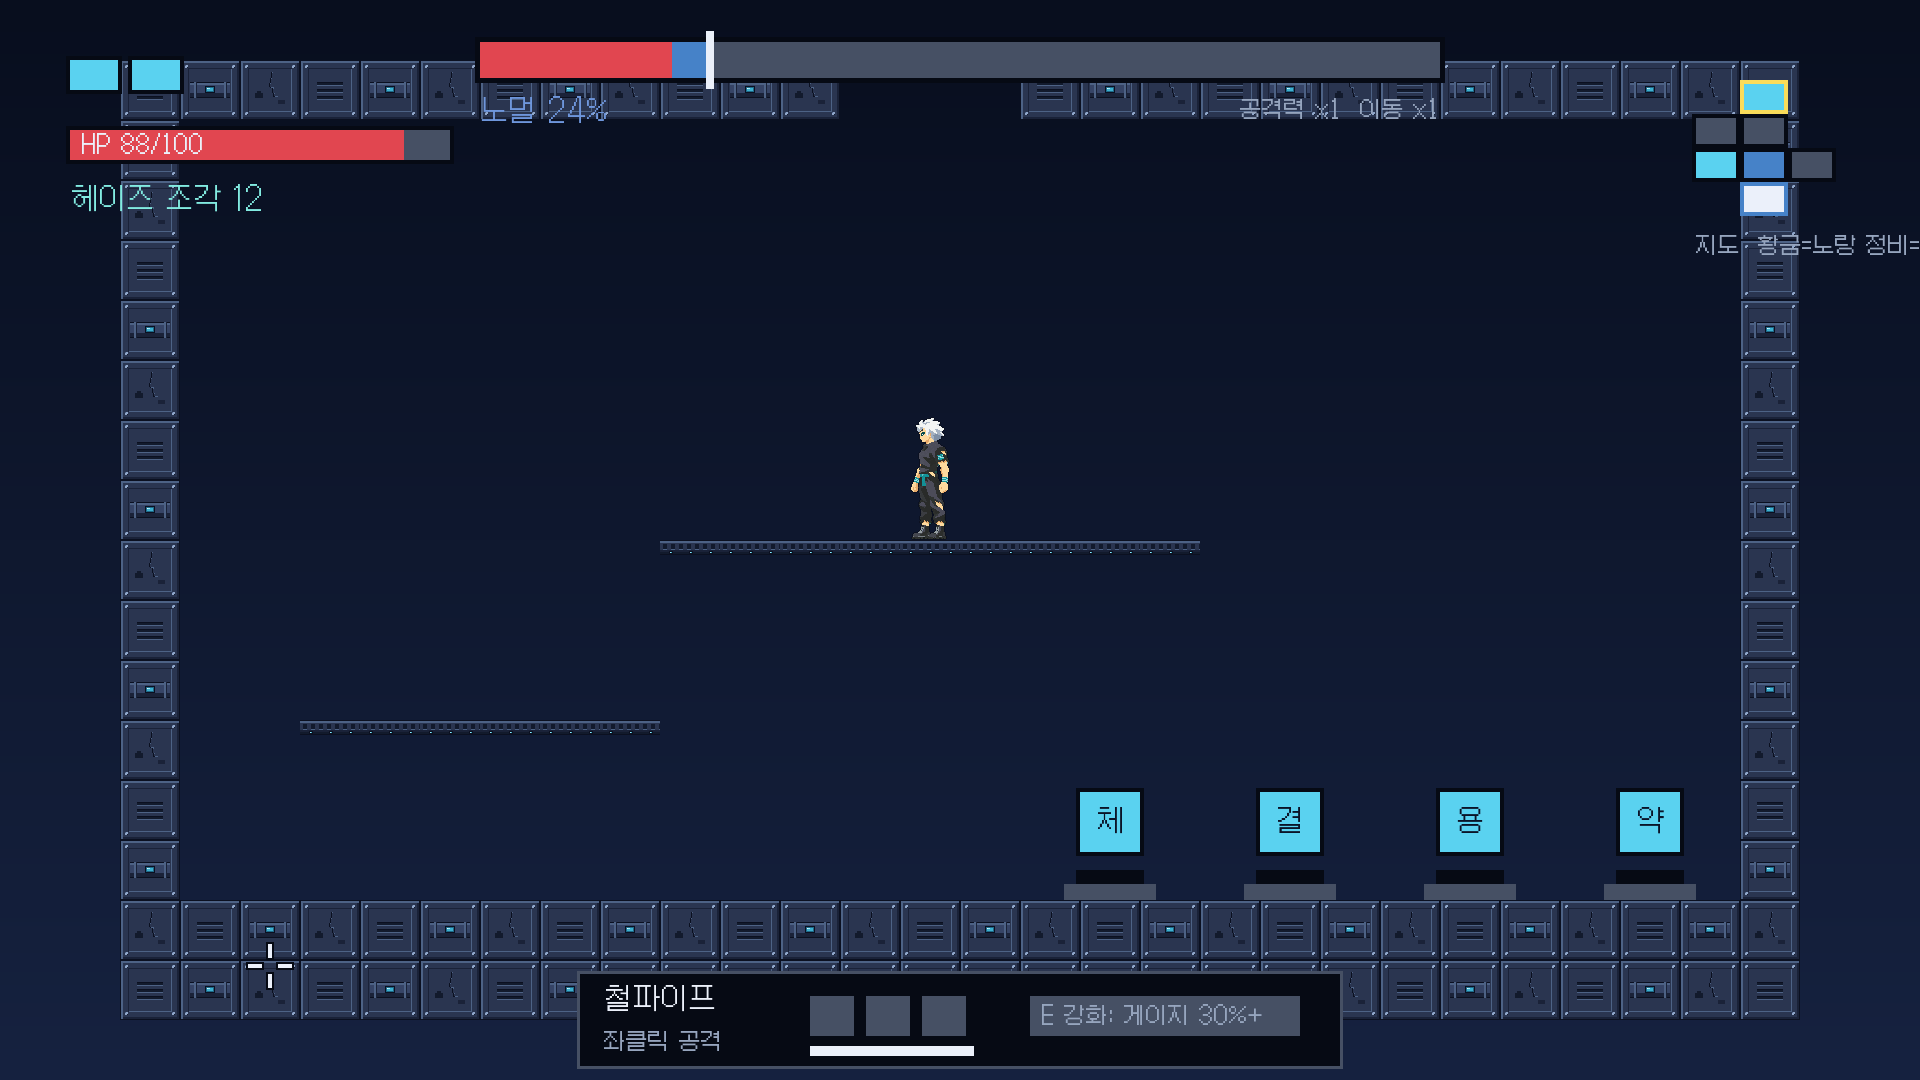 노멀 24%
공격력 x1 이동 x1
HP 88/100
헤이즈 조각 12
지도 황금=노랑 정비=
체 결 용 약
철파이프
좌클릭 공격
E 강화: 게이지 30%+